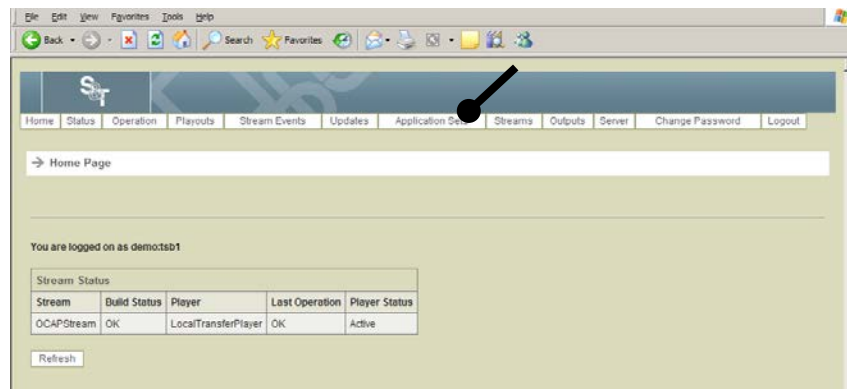 File Edit View Favorites Tools Help
Back Search Favorites
S&T
Home Status Operation Playouts Stream Events Updates Application Sets Streams Outputs Server Change Password Logout
Home Page
You are logged on as demo:tsb1
Stream Status
Stream Build Status Player Last Operation Player Status
OCAPStream OK LocalTransferPlayer OK Active
Refresh